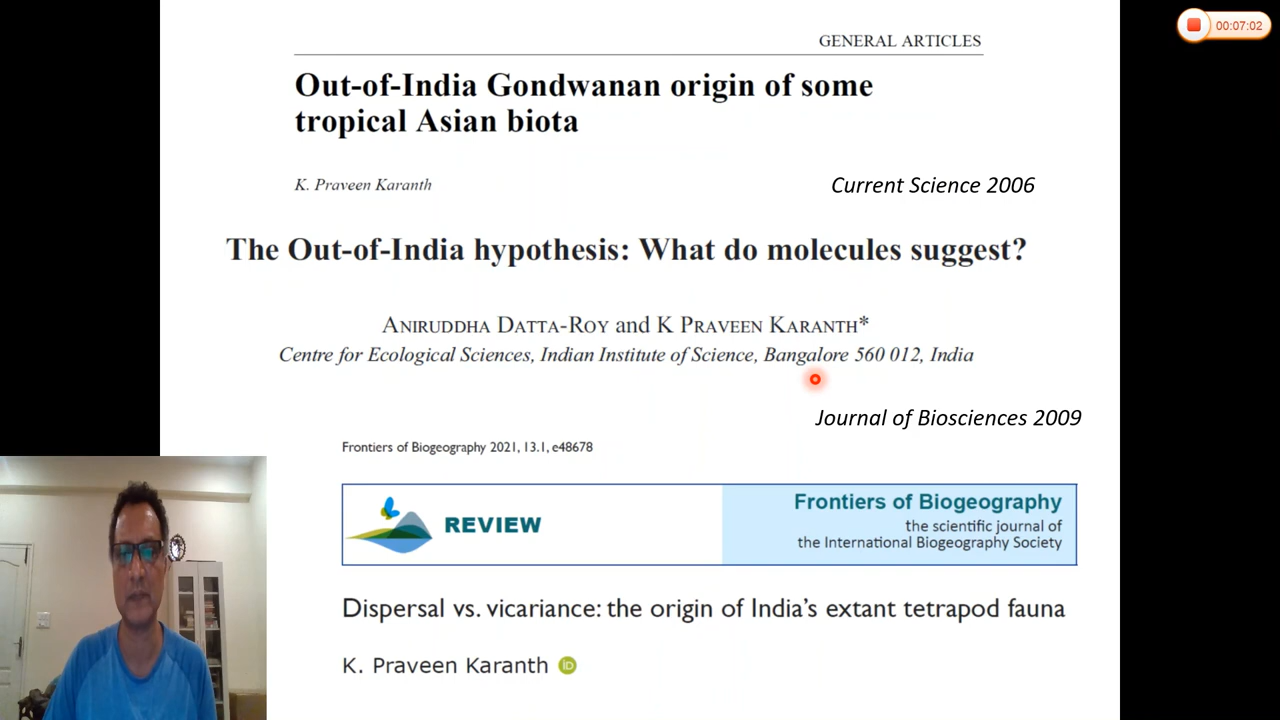 00:07:02
GENERAL ARTICLES
Out-of-India Gondwanan origin of some
tropical Asian biota
K. Praveen Karanth
Current Science 2006
The Out-of-India hypothesis: What do molecules suggest?
ANIRUDDHA DATTA-ROY and K PRAVEEN KARANTH*
Centre for Ecological Sciences, Indian Institute of Science, Bangalore 560 012, India
Journal of Biosciences 2009
Frontiers of Biogeography 2021, 13.1, e48678
REVIEW
Frontiers of Biogeography
the scientific journal of
the International Biogeography Society
Dispersal vs. vicariance: the origin of India’s extant tetrapod fauna
K. Praveen Karanth iD